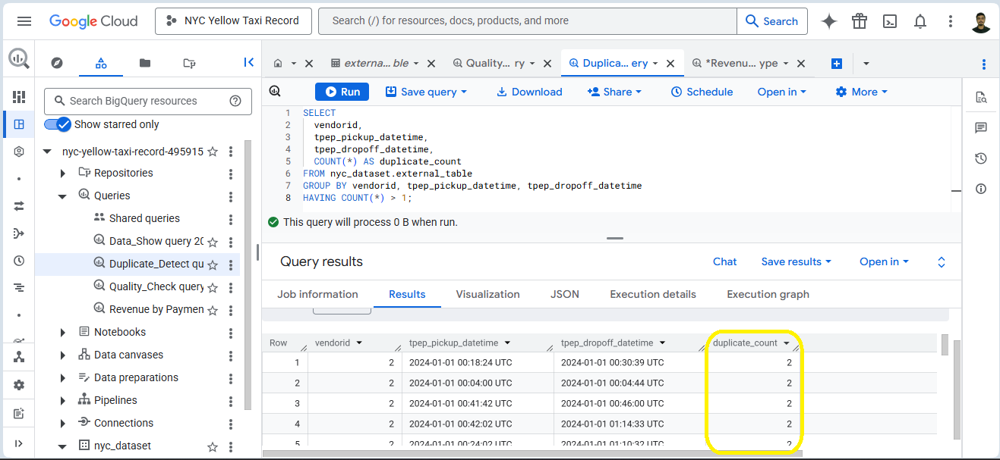 Google Cloud
NYC Yellow Taxi Record
Search (/) for resources, docs, products, and more
Search
externa... ble
Quality... ry
Duplica... ery
*Revenu... ype
Search BigQuery resources
Run
Save query
Download
Share
Schedule
Open in
More
Show starred only
nyc-yellow-taxi-record-495915
Repositories
Queries
Shared queries
Data_Show query 20
Duplicate_Detect qu
Quality_Check query
Revenue by Paymen
Notebooks
Data canvases
Data preparations
Pipelines
Connections
nyc_dataset
1 SELECT
2 vendorid,
3 tpep_pickup_datetime,
4 tpep_dropoff_datetime,
5 COUNT(*) AS duplicate_count
6 FROM nyc_dataset.external_table
7 GROUP BY vendorid, tpep_pickup_datetime, tpep_dropoff_datetime
8 HAVING COUNT(*) > 1;
This query will process 0 B when run.
Query results
Chat
Save results
Open in
Job information
Results
Visualization
JSON
Execution details
Execution graph
Row vendorid tpep_pickup_datetime tpep_dropoff_datetime duplicate_count
1 2 2024-01-01 00:18:24 UTC 2024-01-01 00:30:39 UTC 2
2 2 2024-01-01 00:04:00 UTC 2024-01-01 00:04:44 UTC 2
3 2 2024-01-01 00:41:42 UTC 2024-01-01 00:46:00 UTC 2
4 2 2024-01-01 00:42:02 UTC 2024-01-01 01:14:33 UTC 2
5 2 2024-01-01 00:24:02 UTC 2024-01-01 01:10:32 UTC 2